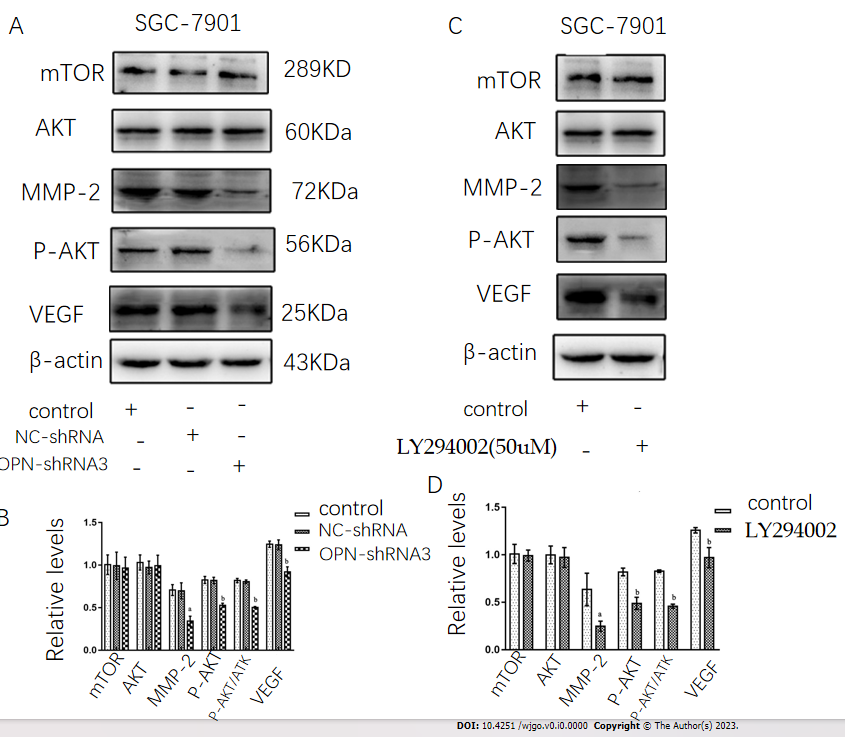 A
SGC-7901
mTOR 289KD
AKT 60KDa
MMP-2 72KDa
P-AKT 56KDa
VEGF 25KDa
β-actin 43KDa
control + - -
NC-shRNA - + -
OPN-shRNA3 - - +
C
SGC-7901
mTOR
AKT
MMP-2
P-AKT
VEGF
β-actin
control + -
LY294002(50uM) - +
B
Relative levels
1.5
1.0
0.5
0.0
control
NC-shRNA
OPN-shRNA3
a
b
b
b
mTOR
AKT
MMP-2
P-AKT
P-AKT/ATK
VEGF
D
Relative levels
1.5
1.0
0.5
0.0
control
LY294002
a
b
b
b
mTOR
AKT
MMP-2
P-AKT
P-AKT/ATK
VEGF
DOI: 10.4251 /wjgo.v0.i0.0000 Copyright © The Author(s) 2023.